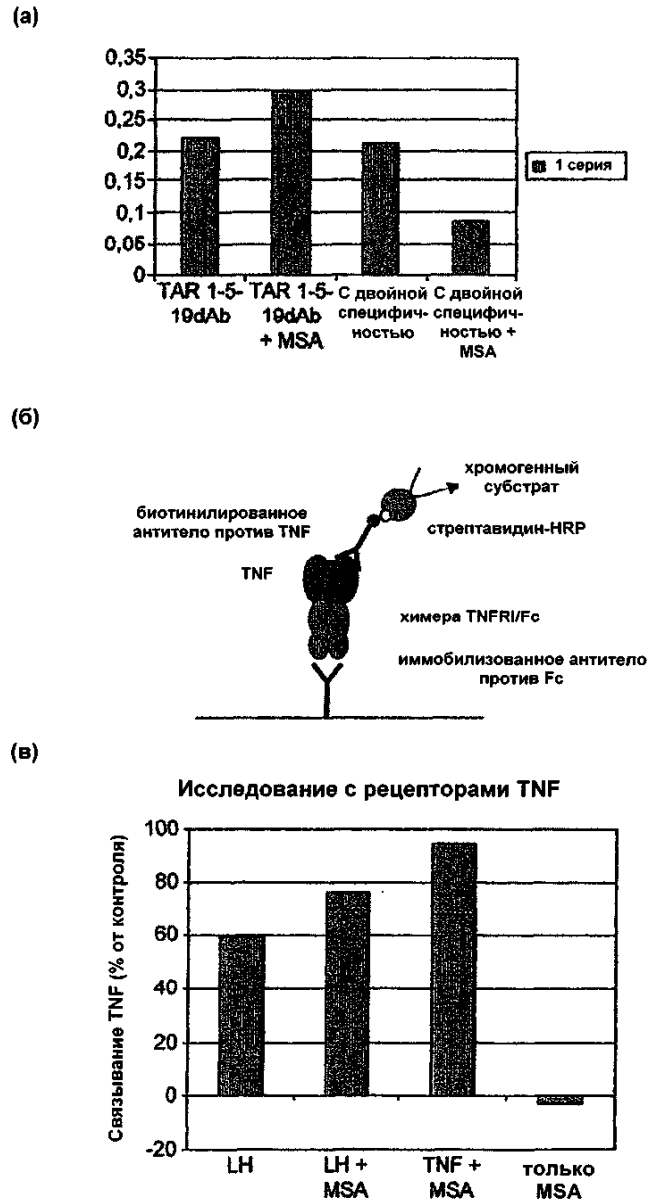 (а)
0,35
0,3
0,25
0,2
0,15
0,1
0,05
0
1 серия
TAR 1-5-
19dAb
TAR 1-5-
19dAb
+ MSA
С двойной
специфич-
ностью
С двойной
специфич-
ностью +
MSA
(б)
хромогенный
субстрат
биотинилированное
антитело против TNF
стрептавидин-HRP
TNF
химера TNFRI/Fc
иммобилизованное антитело
против Fc
(в)
Исследование с рецепторами TNF
Связывание TNF (% от контроля)
100
80
60
40
20
0
-20
LH
LH +
MSA
TNF +
MSA
только
MSA